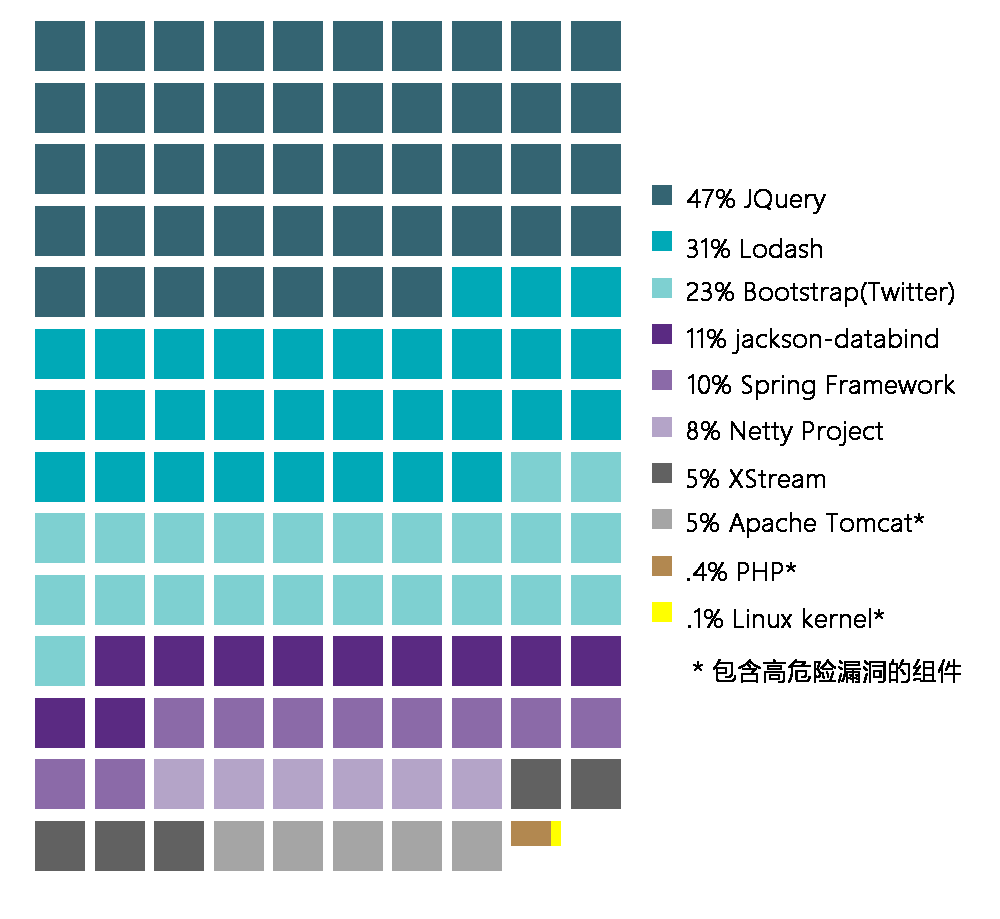 47% JQuery
31% Lodash
23% Bootstrap(Twitter)
11% jackson-databind
10% Spring Framework
8% Netty Project
5% XStream
5% Apache Tomcat*
.4% PHP*
.1% Linux kernel*
* 包含高危险漏洞的组件